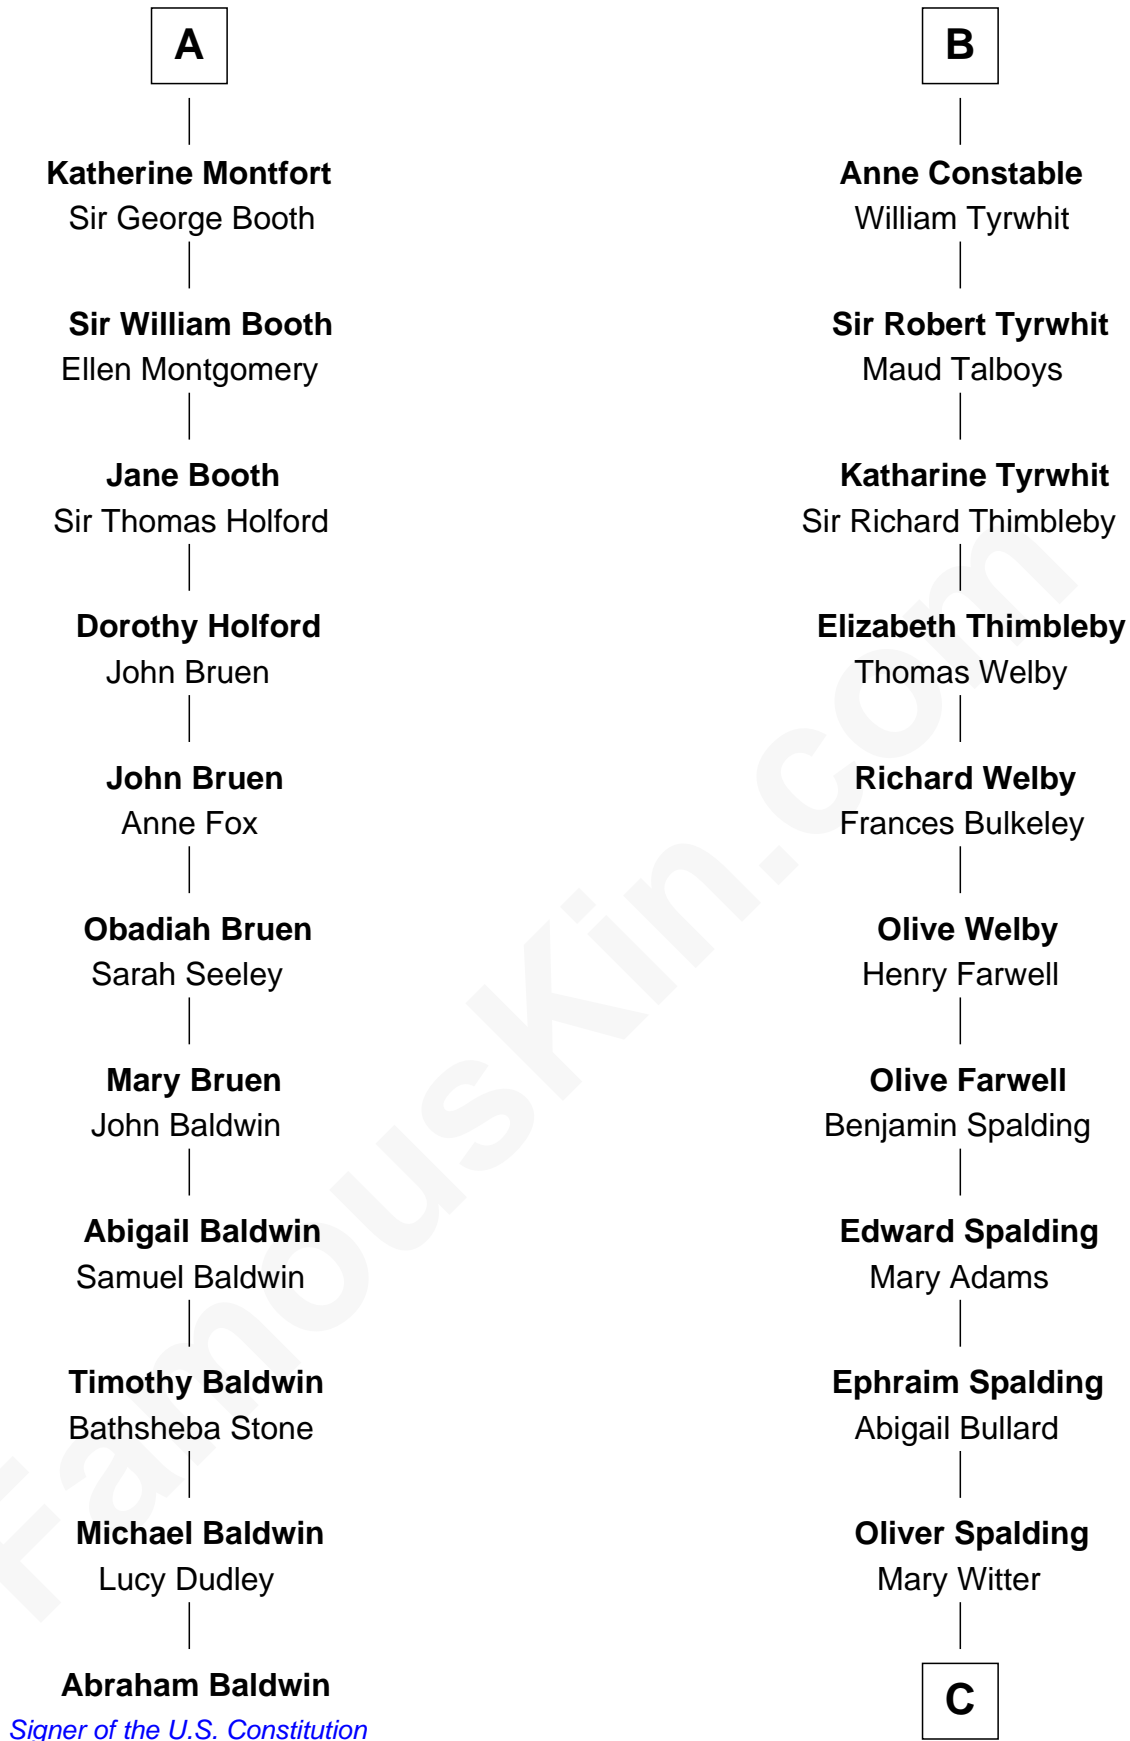 A
Katherine Montfort
Sir George Booth
Sir William Booth
Ellen Montgomery
Jane Booth
Sir Thomas Holford
Dorothy Holford
John Bruen
John Bruen
Anne Fox
Obadiah Bruen
Sarah Seeley
Mary Bruen
John Baldwin
Abigail Baldwin
Samuel Baldwin
Timothy Baldwin
Bathsheba Stone
Michael Baldwin
Lucy Dudley
Abraham Baldwin
Signer of the U.S. Constitution
B
Anne Constable
William Tyrwhit
Sir Robert Tyrwhit
Maud Talboys
Katharine Tyrwhit
Sir Richard Thimbleby
Elizabeth Thimbleby
Thomas Welby
Richard Welby
Frances Bulkeley
Olive Welby
Henry Farwell
Olive Farwell
Benjamin Spalding
Edward Spalding
Mary Adams
Ephraim Spalding
Abigail Bullard
Oliver Spalding
Mary Witter
C
FamousKin.com